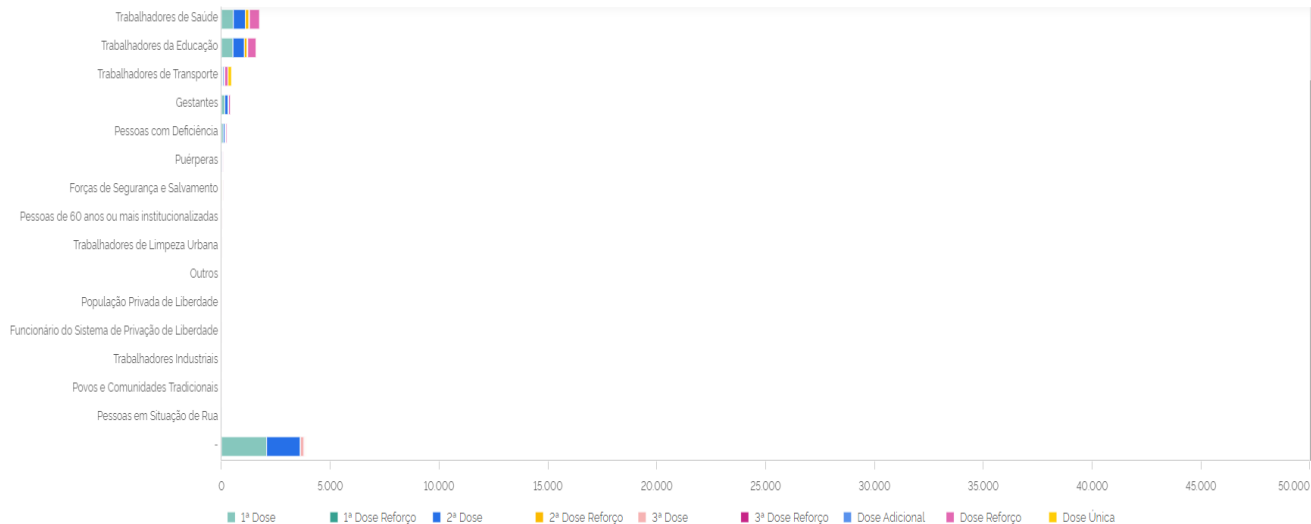 Trabalhadores de Saúde
Trabalhadores da Educação
Trabalhadores de Transporte
Gestantes
Pessoas com Deficiência
Puérperas
Forças de Segurança e Salvamento
Pessoas de 60 anos ou mais institucionalizadas
Trabalhadores de Limpeza Urbana
Outros
População Privada de Liberdade
Funcionário do Sistema de Privação de Liberdade
Trabalhadores Industriais
Povos e Comunidades Tradicionais
Pessoas em Situação de Rua
-
0 5.000 10.000 15.000 20.000 25.000 30.000 35.000 40.000 45.000 50.000
1ª Dose 1ª Dose Reforço 2ª Dose 2ª Dose Reforço 3ª Dose 3ª Dose Reforço Dose Adicional Dose Reforço Dose Única